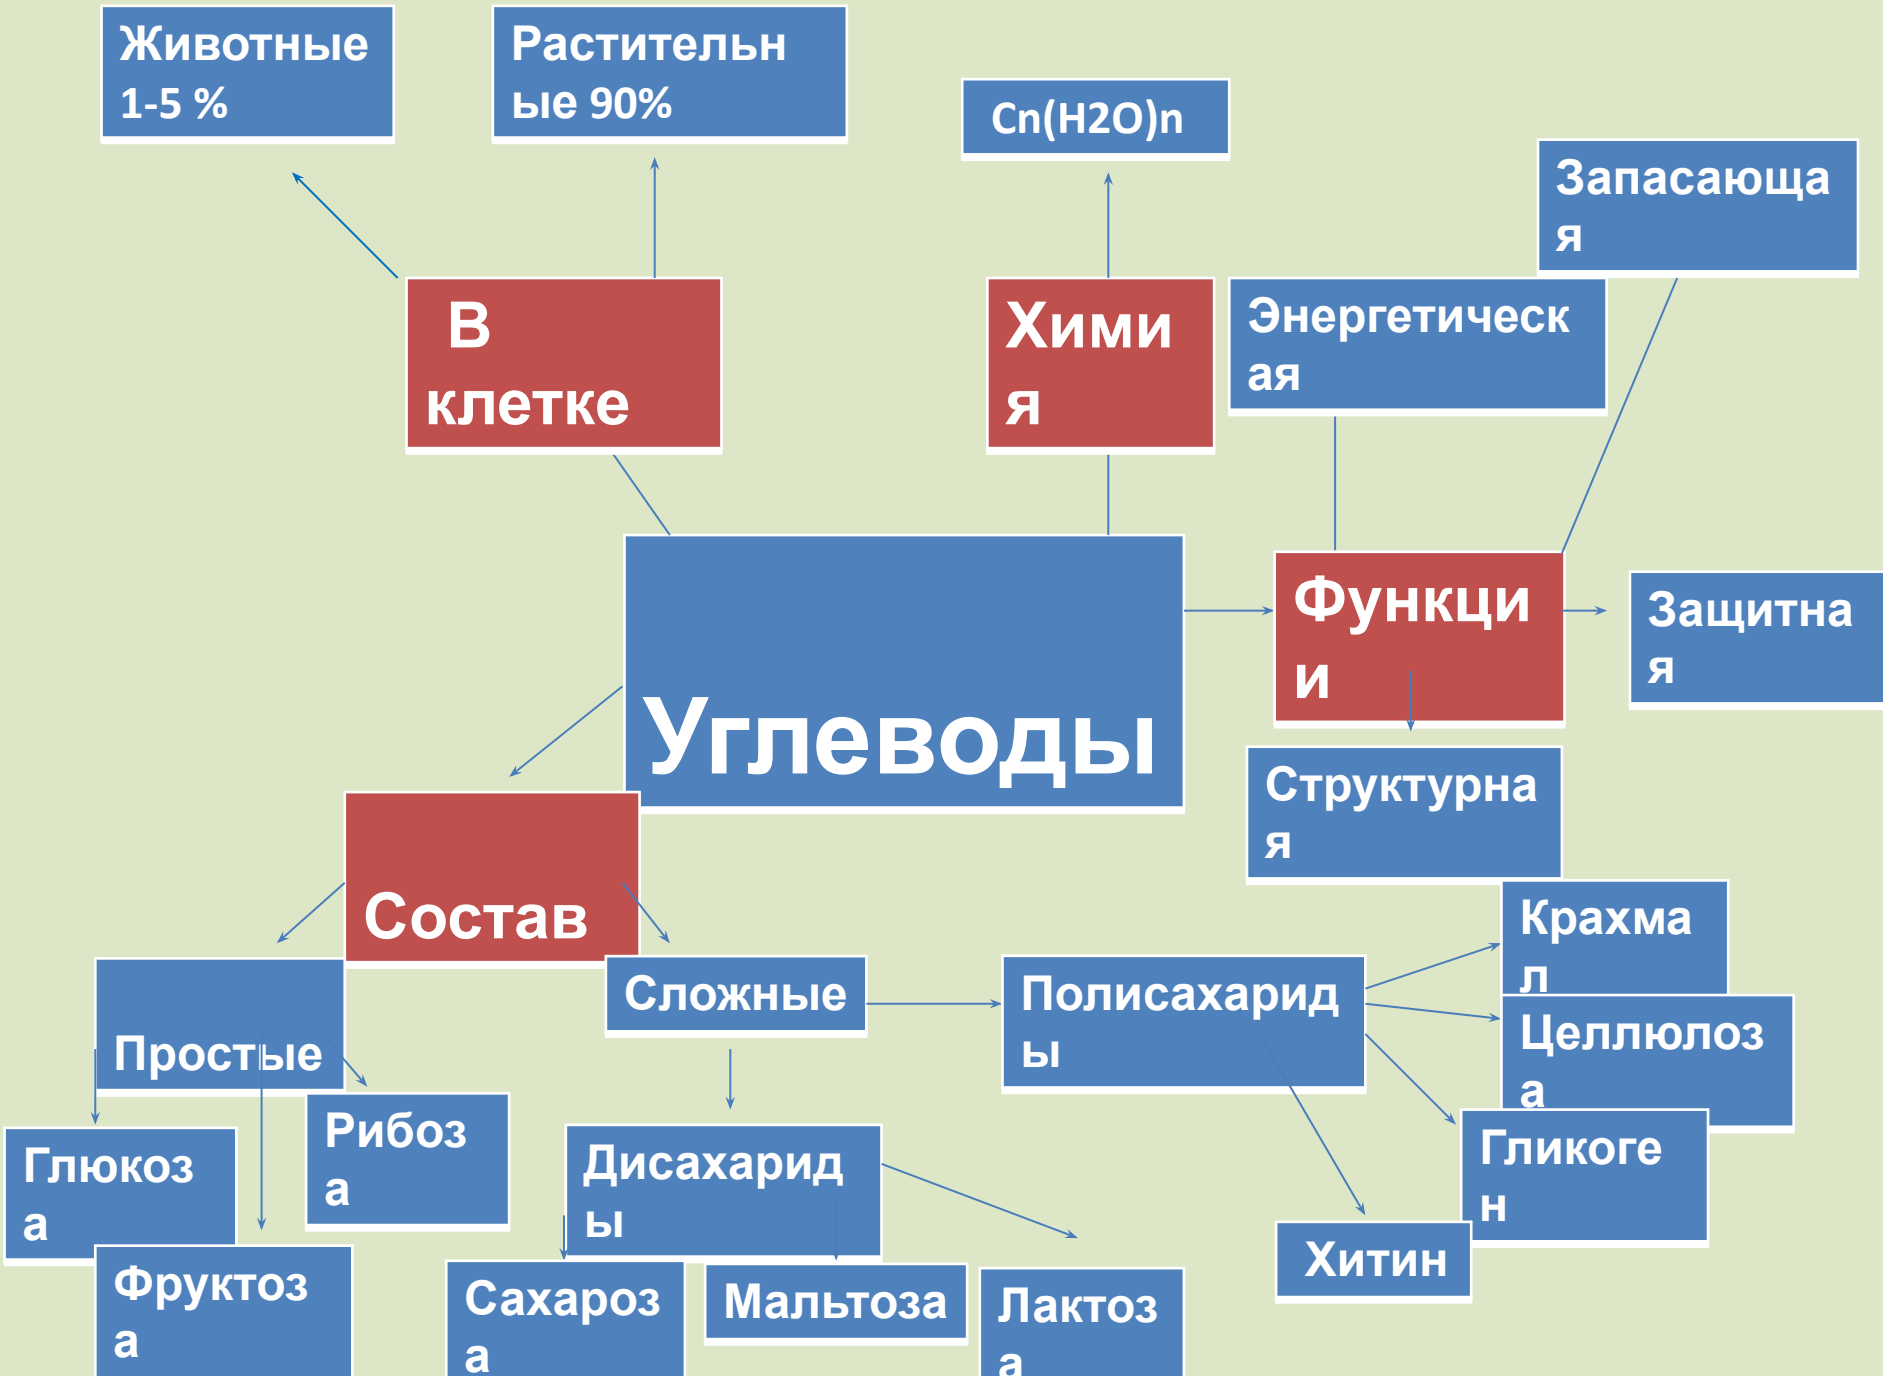 Животные
1-5 %
Растительн
ые 90%
Cn(H2O)n
Запасающа
я
В
клетке
Хими
я
Энергетическ
ая
Углеводы
Функци
и
Защитна
я
Структурна
я
Состав
Простые
Сложные
Полисахарид
ы
Крахма
л
Целлюлоз
а
Гликоге
н
Хитин
Глюкоз
а
Рибоз
а
Фруктоз
а
Дисахарид
ы
Сахароз
а
Мальтоза
Лактоз
а